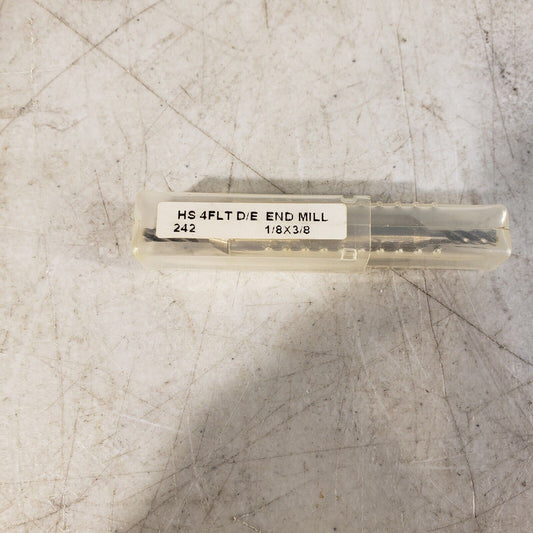 HS 4FLT D/E END MILL
242 1/8X3/8